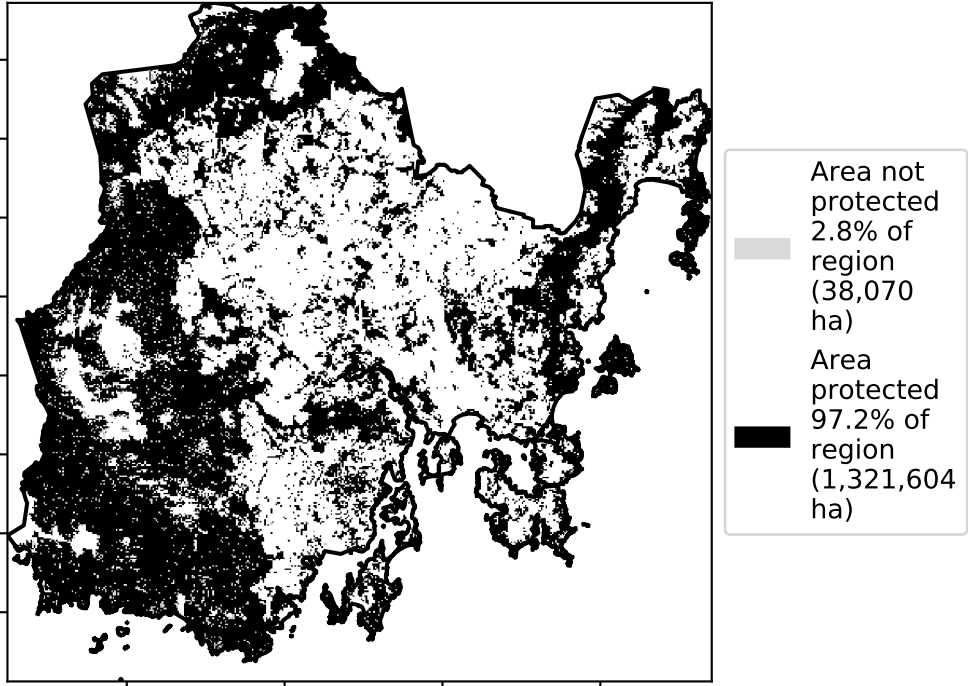 Area not
protected
2.8% of
region
(38,070
ha)
Area
protected
97.2% of
region
(1,321,604
ha)